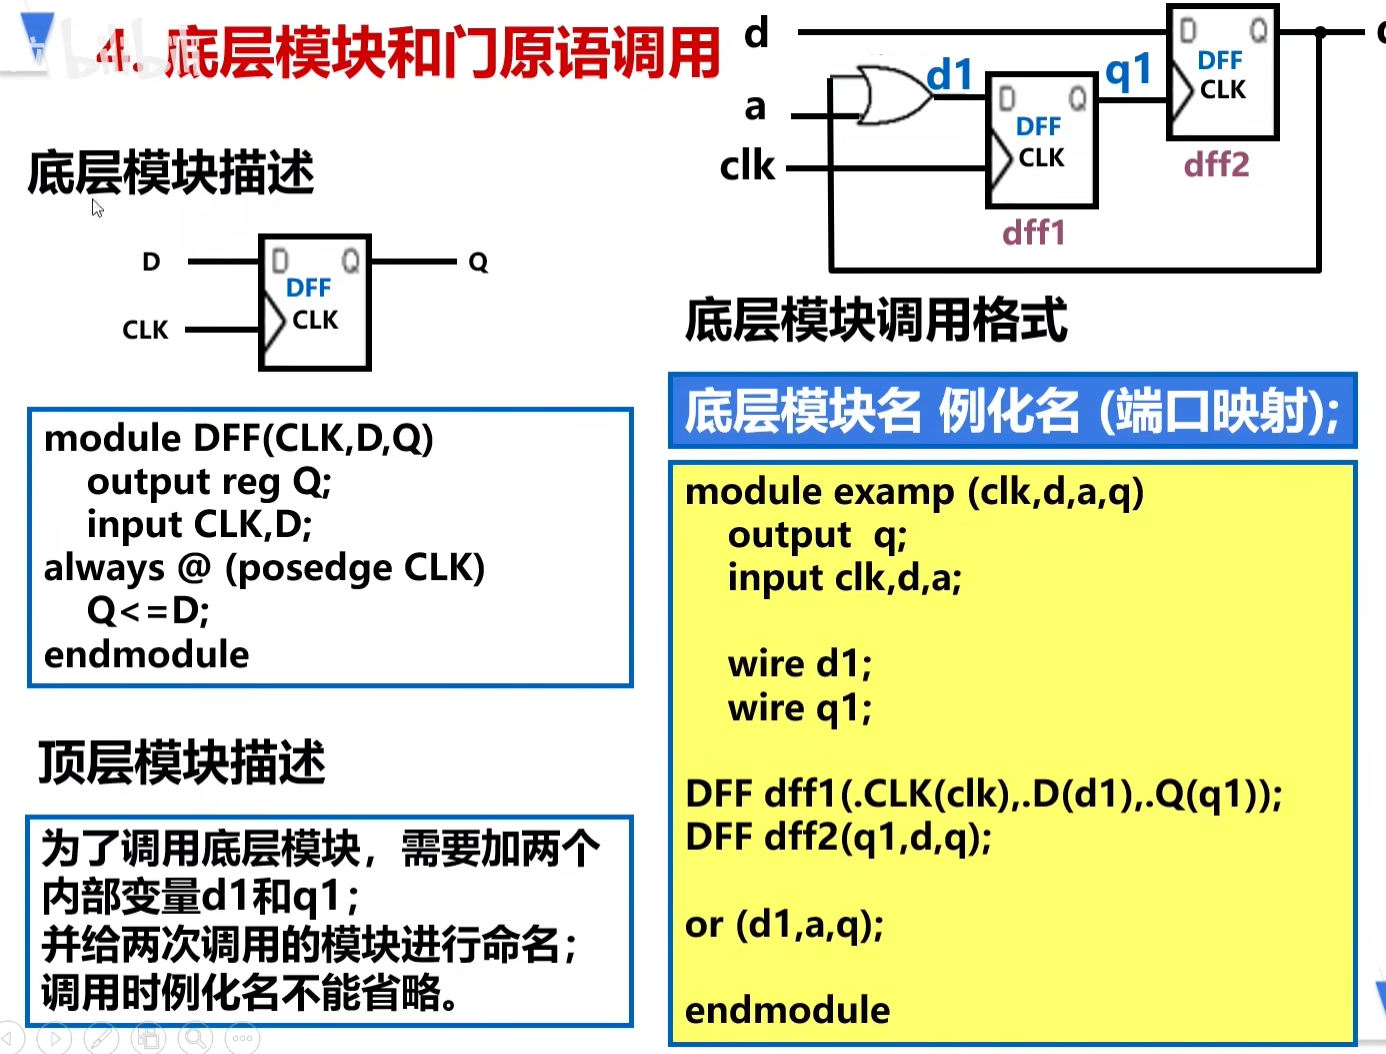 4. 底层模块和门原语调用
底层模块描述
D
D Q
DFF
CLK
Q
CLK
module DFF(CLK,D,Q)
output reg Q;
input CLK,D;
always @ (posedge CLK)
Q<=D;
endmodule
顶层模块描述
为了调用底层模块，需要加两个
内部变量d1和q1；
并给两次调用的模块进行命名；
调用时例化名不能省略。
d
a
clk
d1
D Q
DFF
CLK
dff1
q1
D Q
DFF
CLK
dff2
底层模块调用格式
底层模块名 例化名 (端口映射);
module examp (clk,d,a,q)
output q;
input clk,d,a;
wire d1;
wire q1;
DFF dff1(.CLK(clk),.D(d1),.Q(q1));
DFF dff2(q1,d,q);
or (d1,a,q);
endmodule